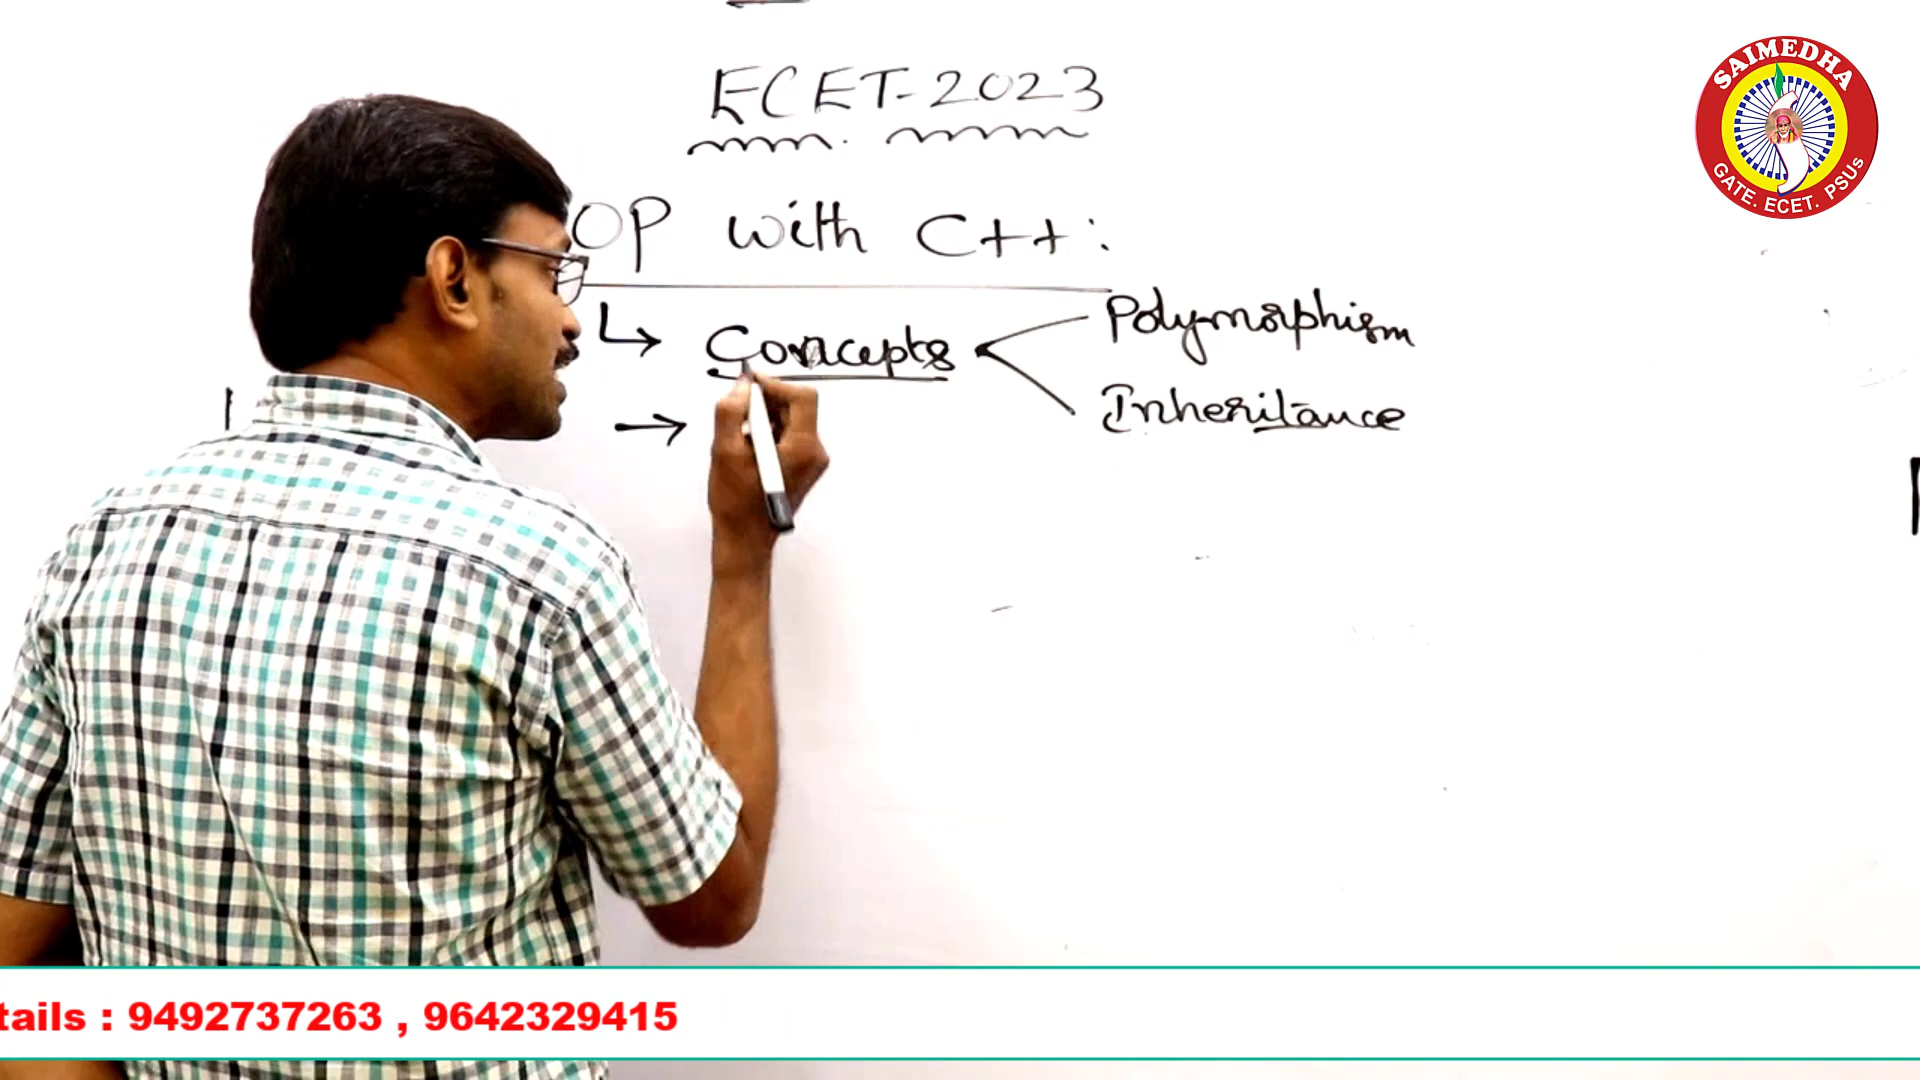 ECET-2023
OP with C++:
↳ Concepts
Polymorphism
Inheritance
→
SAIMEDHA
GATE. ECET. PSUs
tails : 9492737263 , 9642329415